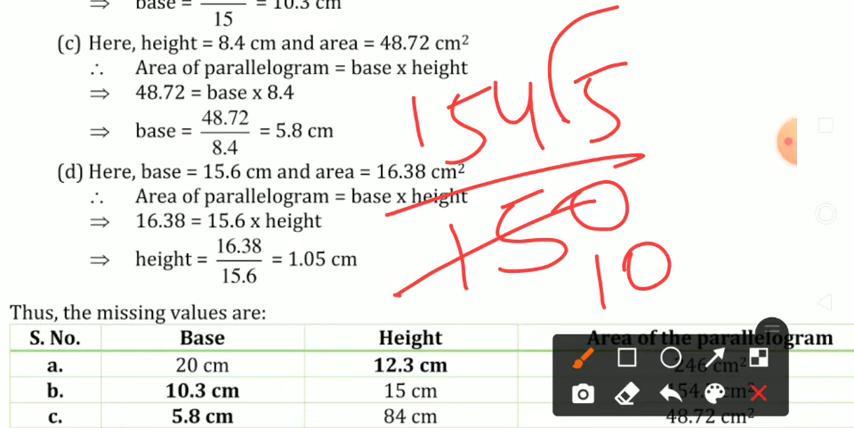 ⇒ base = 15 = 10.3 cm
(c) Here, height = 8.4 cm and area = 48.72 cm²
∴ Area of parallelogram = base x height
⇒ 48.72 = base x 8.4
⇒ base = 48.72 / 8.4 = 5.8 cm
(d) Here, base = 15.6 cm and area = 16.38 cm²
∴ Area of parallelogram = base x height
⇒ 16.38 = 15.6 x height
⇒ height = 16.38 / 15.6 = 1.05 cm
154 5
150
10
Thus, the missing values are:
S. No. Base Height Area of the parallelogram
a. 20 cm 12.3 cm 246 cm²
b. 10.3 cm 15 cm 154. cm²
c. 5.8 cm 84 cm 48.72 cm²